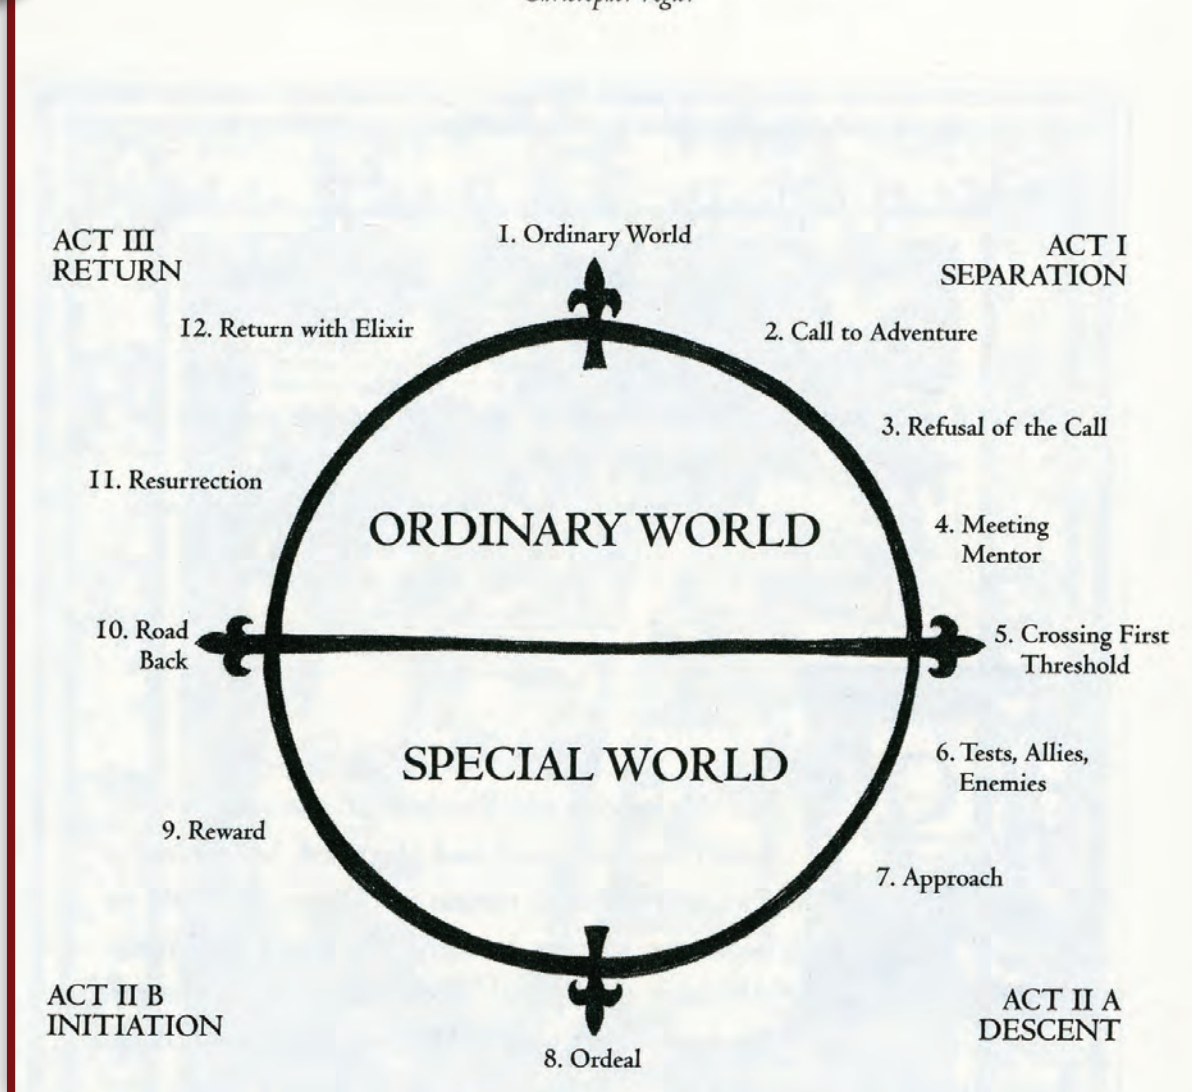 ACT III
RETURN
1. Ordinary World
ACT I
SEPARATION
12. Return with Elixir
2. Call to Adventure
3. Refusal of the Call
11. Resurrection
ORDINARY WORLD
4. Meeting
Mentor
10. Road
Back
5. Crossing First
Threshold
SPECIAL WORLD
6. Tests, Allies,
Enemies
9. Reward
7. Approach
ACT II B
INITIATION
ACT II A
DESCENT
8. Ordeal